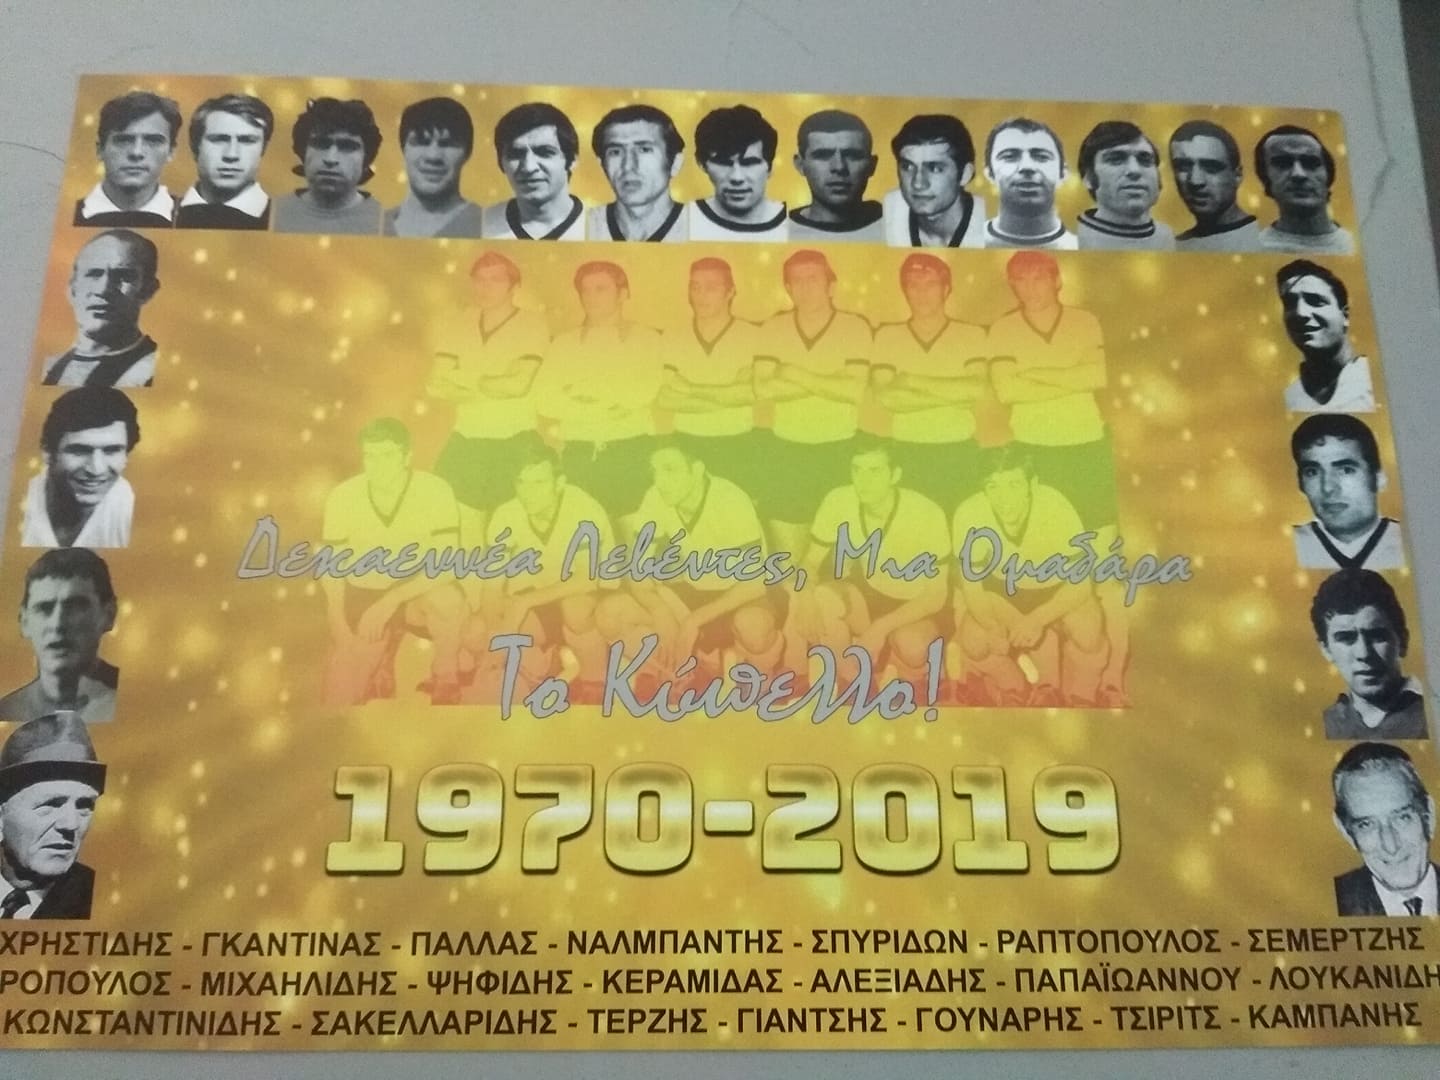 Δεκαεννέα Λεβέντες, Μια Ομαδάρα
Το Κύπελλο!
1970-2019
ΧΡΗΣΤΙΔΗΣ - ΓΚΑΝΤΙΝΑΣ - ΠΑΛΛΑΣ - ΝΑΛΜΠΑΝΤΗΣ - ΣΠΥΡΙΔΩΝ - ΡΑΠΤΟΠΟΥΛΟΣ - ΣΕΜΕΡΤΖΗΣ
ΡΟΠΟΥΛΟΣ - ΜΙΧΑΗΛΙΔΗΣ - ΨΗΦΙΔΗΣ - ΚΕΡΑΜΙΔΑΣ - ΑΛΕΞΙΑΔΗΣ - ΠΑΠΑΪΩΑΝΝΟΥ - ΛΟΥΚΑΝΙΔΗ
ΚΩΝΣΤΑΝΤΙΝΙΔΗΣ - ΣΑΚΕΛΛΑΡΙΔΗΣ - ΤΕΡΖΗΣ - ΓΙΑΝΤΣΗΣ - ΓΟΥΝΑΡΗΣ - ΤΣΙΡΙΤΣ - ΚΑΜΠΑΝΗΣ